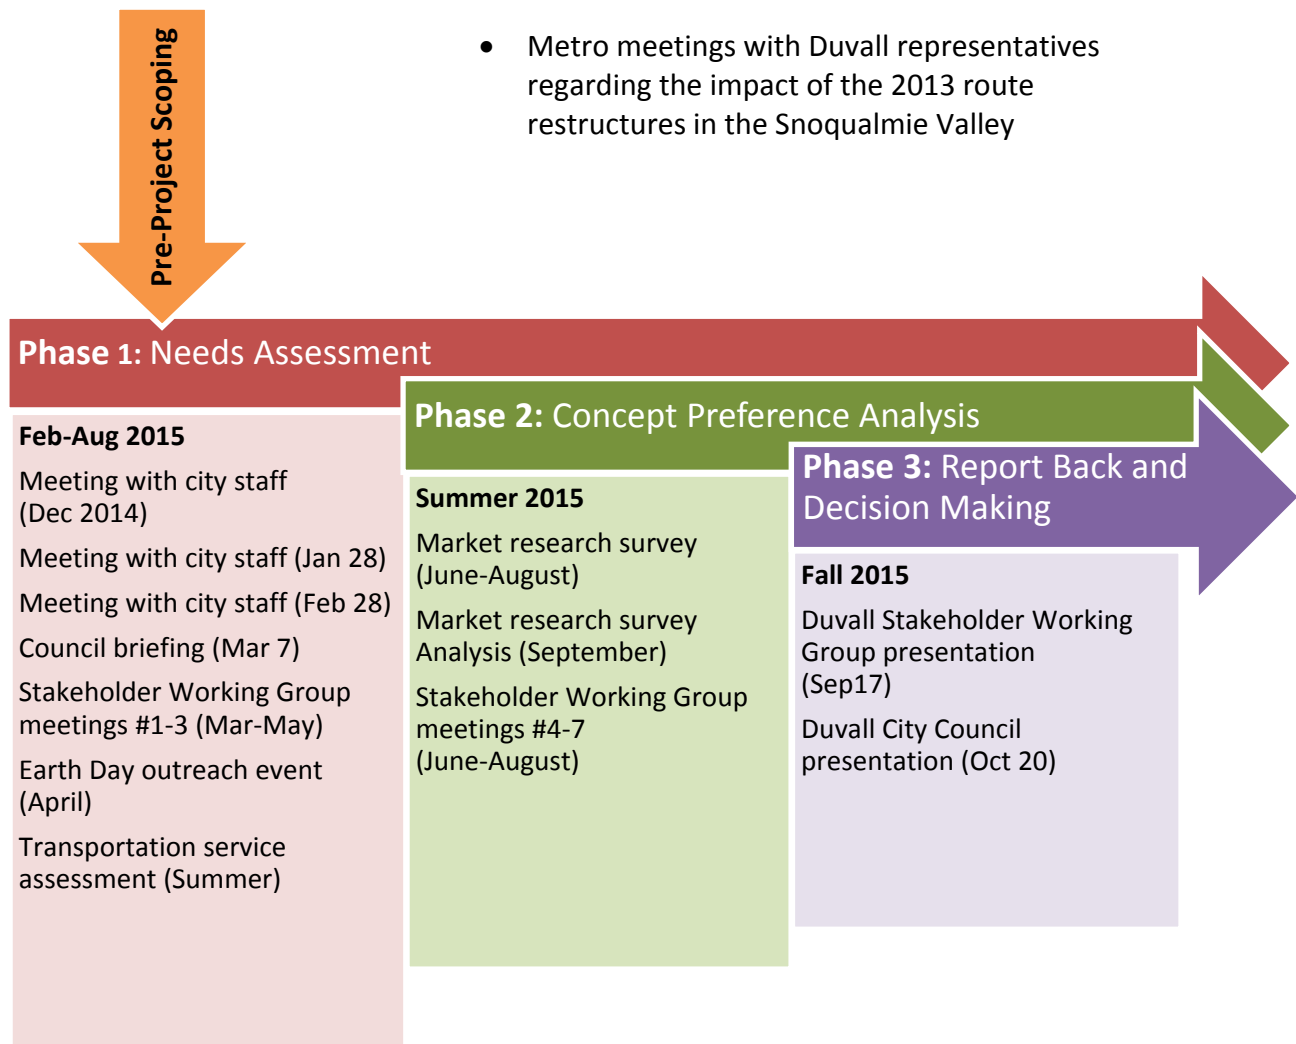 Pre-Project Scoping
• Metro meetings with Duvall representatives
regarding the impact of the 2013 route
restructures in the Snoqualmie Valley
Phase 1: Needs Assessment
Feb-Aug 2015
Meeting with city staff
(Dec 2014)
Meeting with city staff (Jan 28)
Meeting with city staff (Feb 28)
Council briefing (Mar 7)
Stakeholder Working Group
meetings #1-3 (Mar-May)
Earth Day outreach event
(April)
Transportation service
assessment (Summer)
Phase 2: Concept Preference Analysis
Summer 2015
Market research survey
(June-August)
Market research survey
Analysis (September)
Stakeholder Working Group
meetings #4-7
(June-August)
Phase 3: Report Back and
Decision Making
Fall 2015
Duvall Stakeholder Working
Group presentation
(Sep17)
Duvall City Council
presentation (Oct 20)